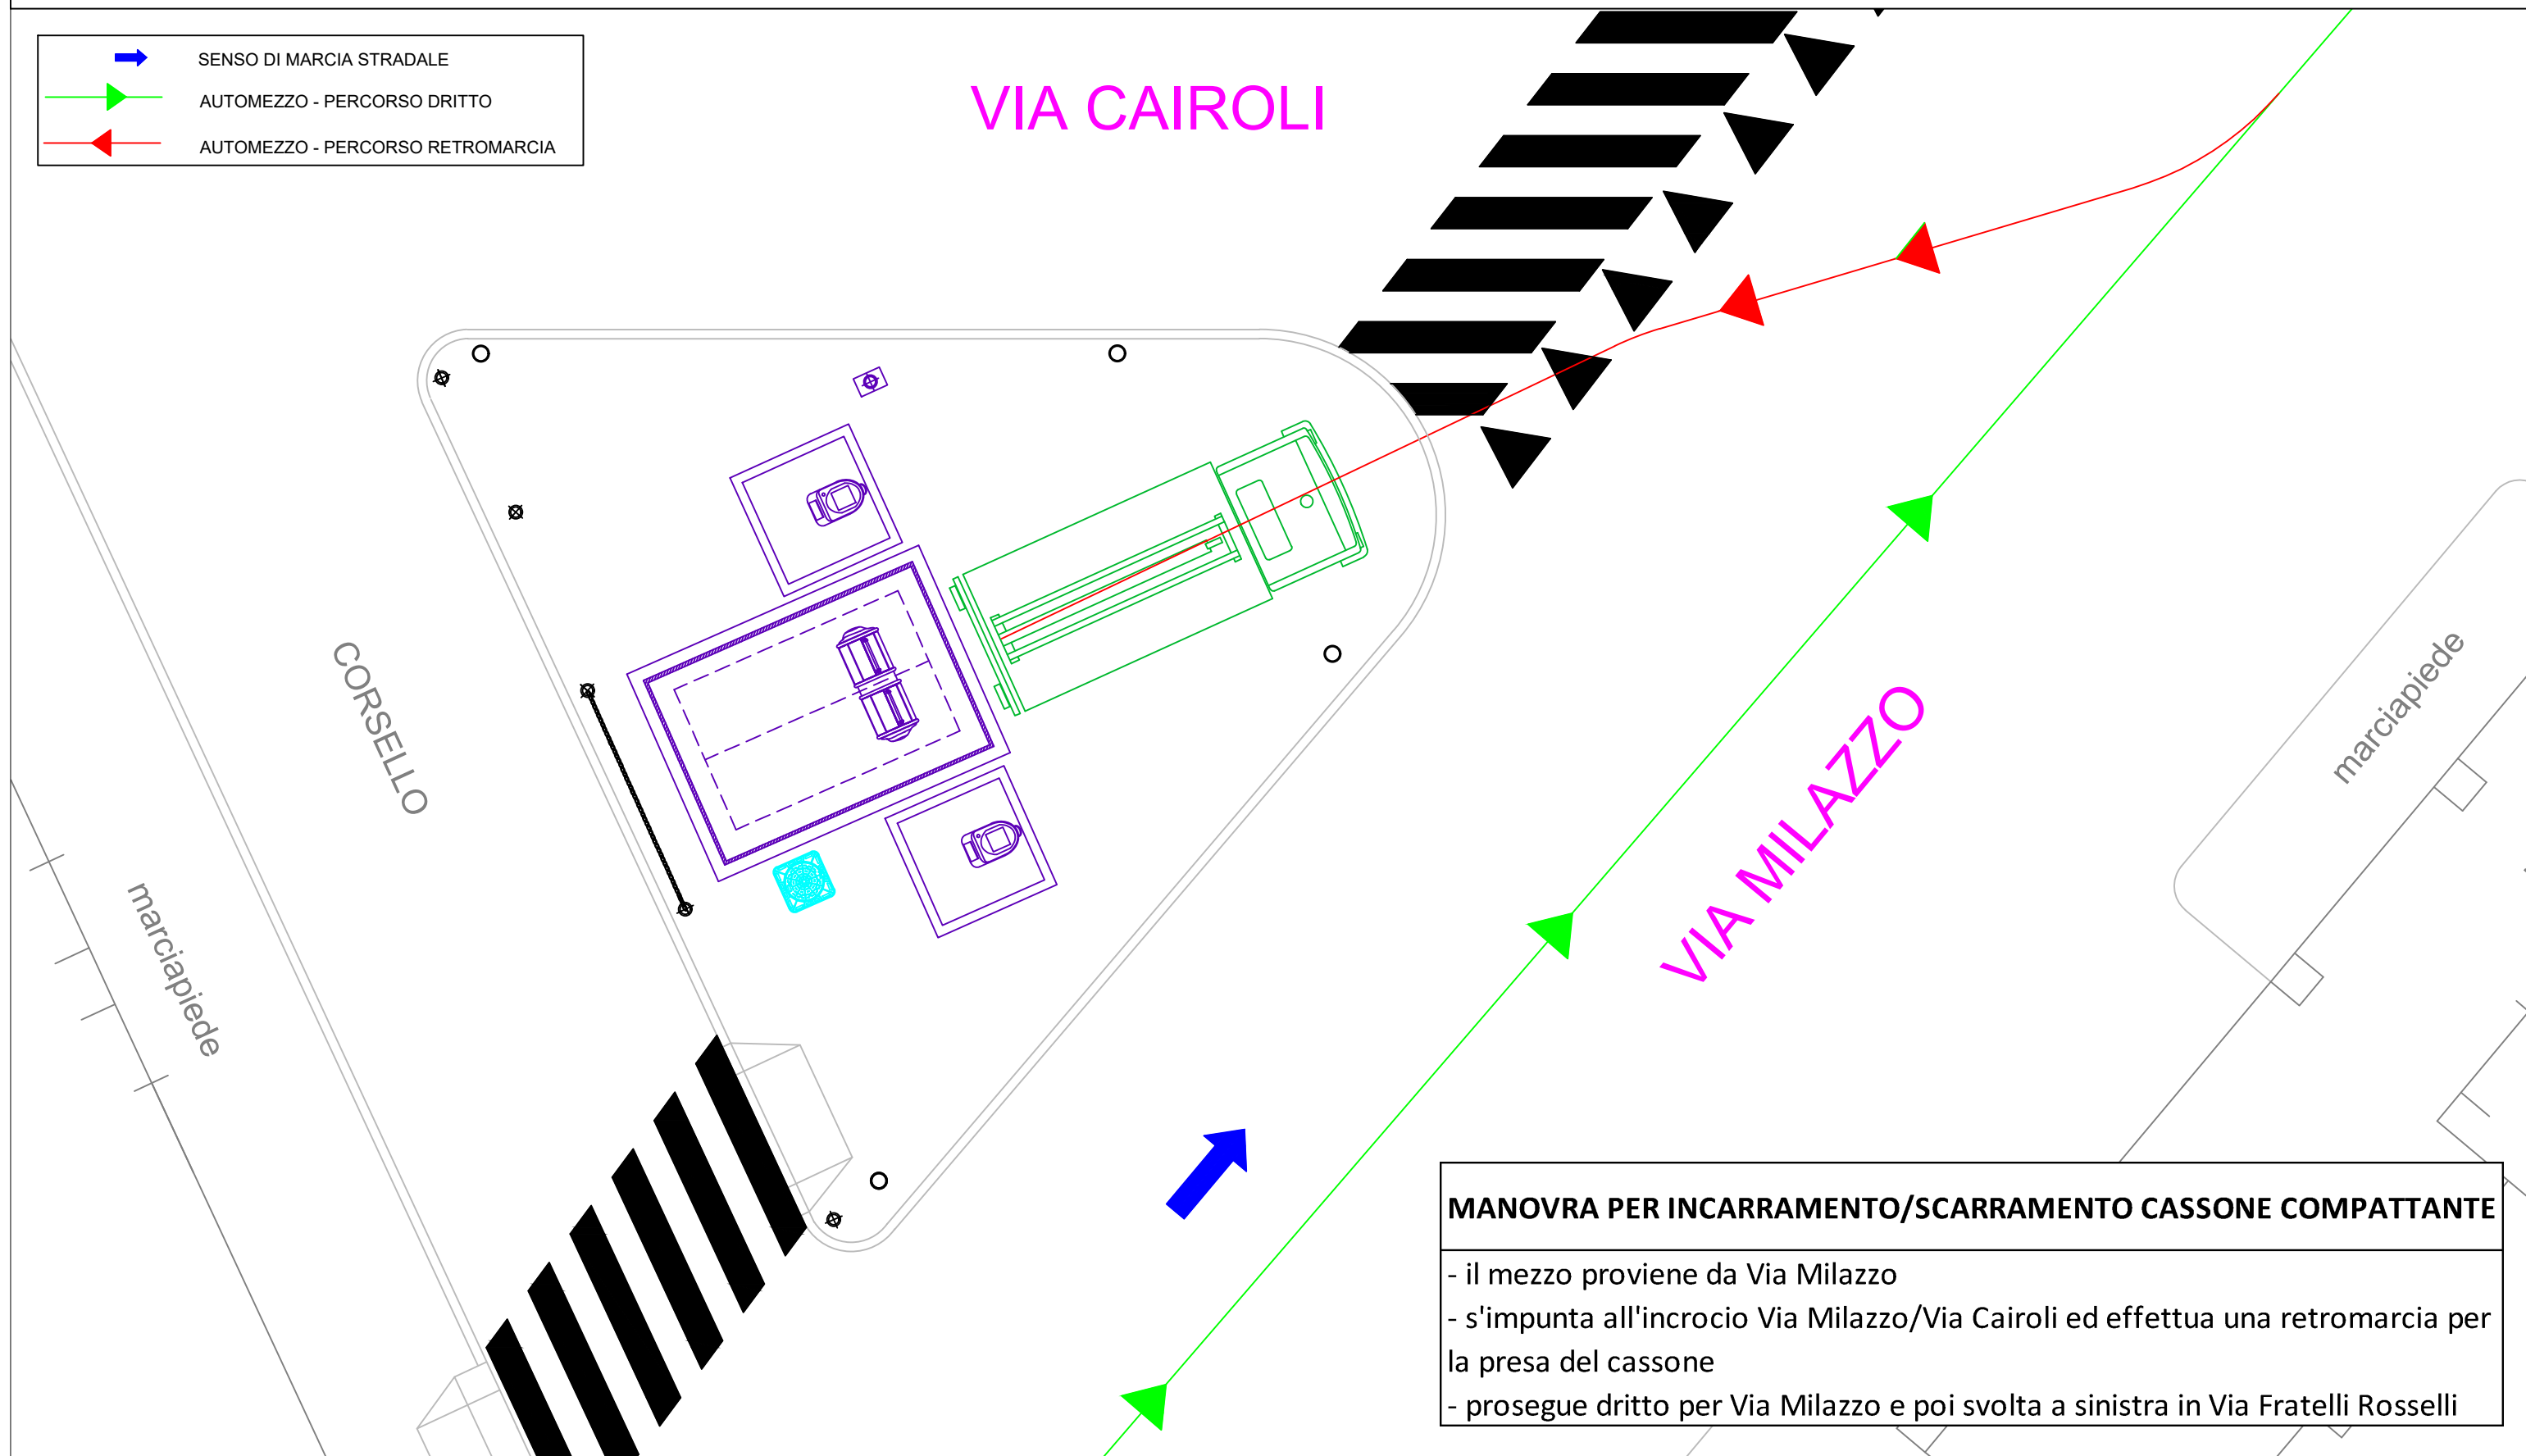 SENSO DI MARCIA STRADALE
AUTOMEZZO - PERCORSO DRITTO
AUTOMEZZO - PERCORSO RETROMARCIA
VIA CAIROLI
CORSELLO
marciapiede
marciapiede
VIA MILAZZO
MANOVRA PER INCARRAMENTO/SCARRAMENTO CASSONE COMPATTANTE
- il mezzo proviene da Via Milazzo
- s'impunta all'incrocio Via Milazzo/Via Cairoli ed effettua una retromarcia per
la presa del cassone
- prosegue dritto per Via Milazzo e poi svolta a sinistra in Via Fratelli Rosselli